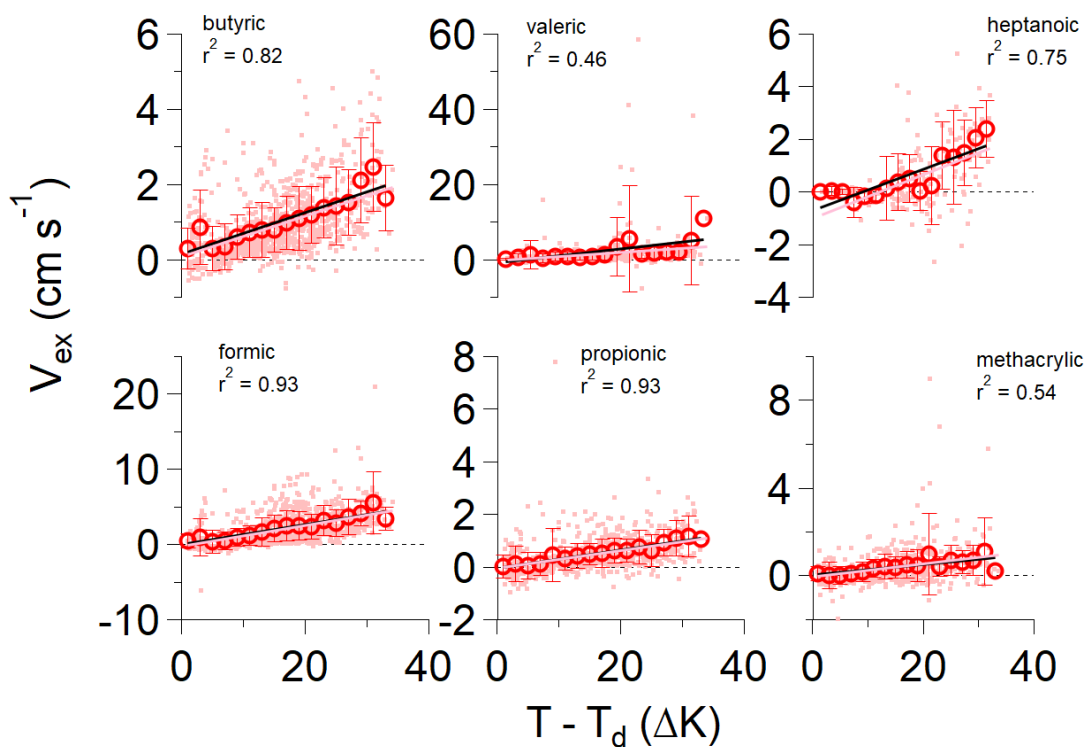 butyric
r² = 0.82
6
4
2
0
valeric
r² = 0.46
60
40
20
0
heptanoic
r² = 0.75
6
4
2
0
-2
-4
V_ex (cm s⁻¹)
formic
r² = 0.93
20
10
0
-10
0
20
40
propionic
r² = 0.93
8
6
4
2
0
-2
0
20
40
methacrylic
r² = 0.54
8
4
0
0
20
40
T - T_d (ΔK)